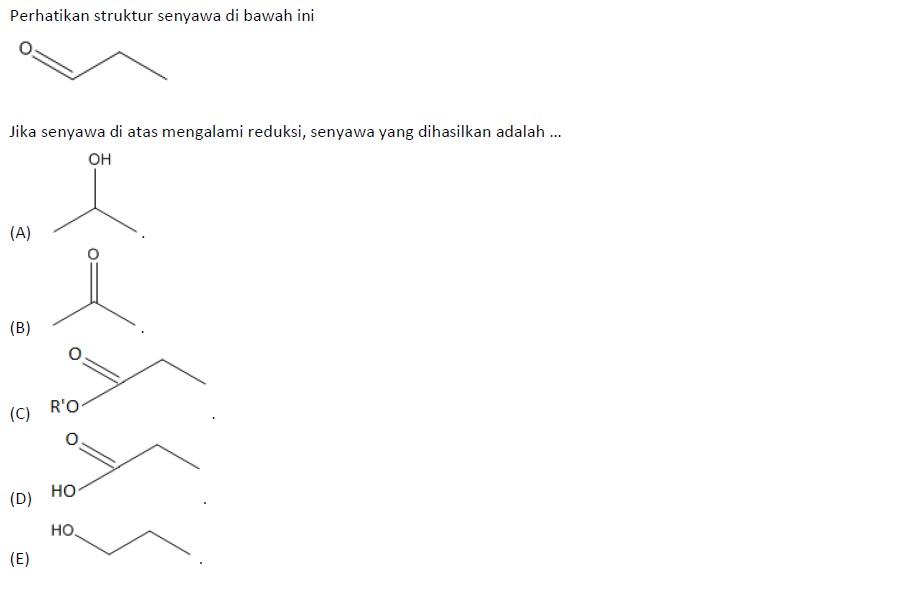 Perhatikan struktur senyawa di bawah ini
O
Jika senyawa di atas mengalami reduksi, senyawa yang dihasilkan adalah ...
OH
(A) .
O
(B) .
O
R'O
(C) .
O
HO
(D) .
HO
(E) .